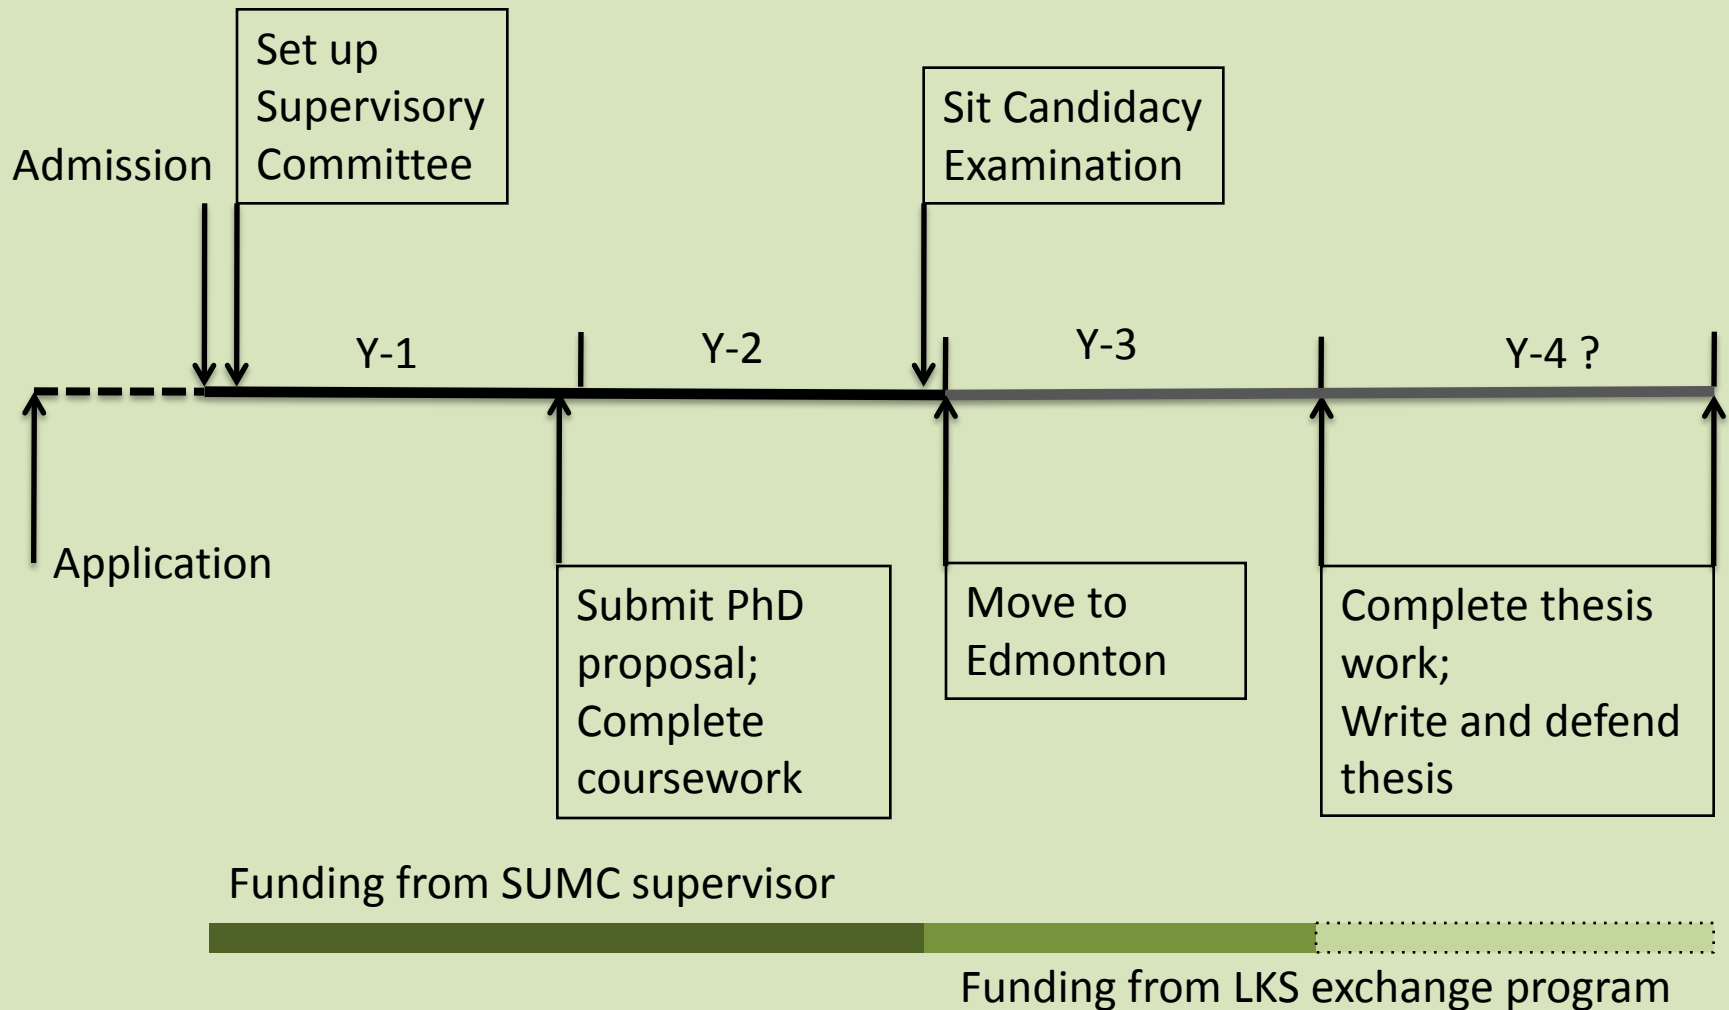 Set up
Supervisory
Committee
Admission
Sit Candidacy
Examination
Y-1
Y-2
Y-3
Y-4 ?
Application
Submit PhD
proposal;
Complete
coursework
Move to
Edmonton
Complete thesis
work;
Write and defend
thesis
Funding from SUMC supervisor
Funding from LKS exchange program